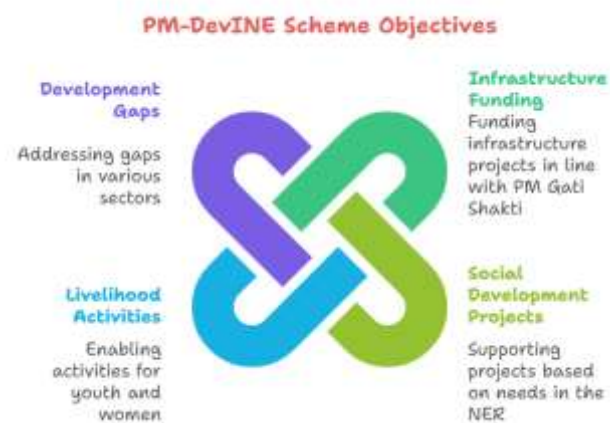 PM-DevINE Scheme Objectives
Development
Gaps
Addressing gaps
in various
sectors
Infrastructure
Funding
Funding
infrastructure
projects in line
with PM Gati
Shakti
Livelihood
Activities
Enabling
activities for
youth and
women
Social
Development
Projects
Supporting
projects based
on needs in the
NER